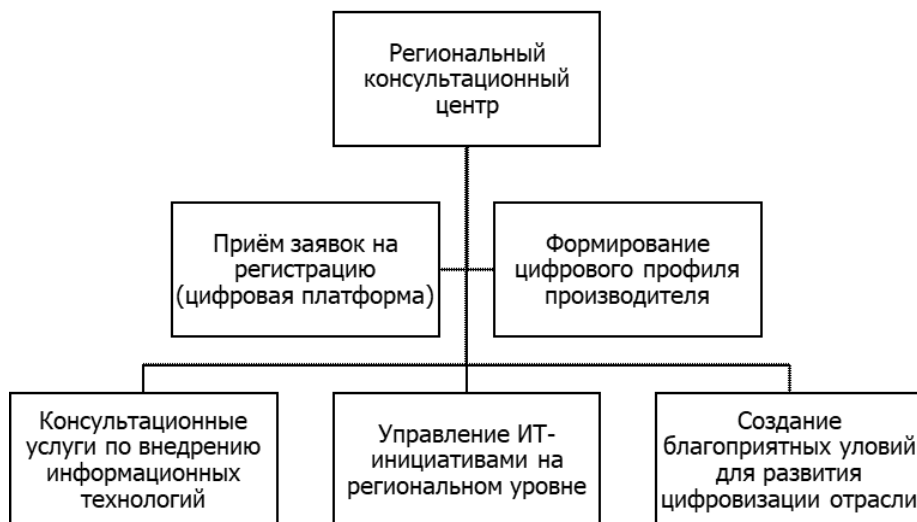 Региональный
консультационный
центр
Приём заявок на
регистрацию
(цифровая платформа)
Формирование
цифрового профиля
производителя
Консультационные
услуги по внедрению
информационных
технологий
Управление ИТ-
инициативами на
региональном уровне
Создание
благоприятных уловий
для развития
цифровизации отрасли